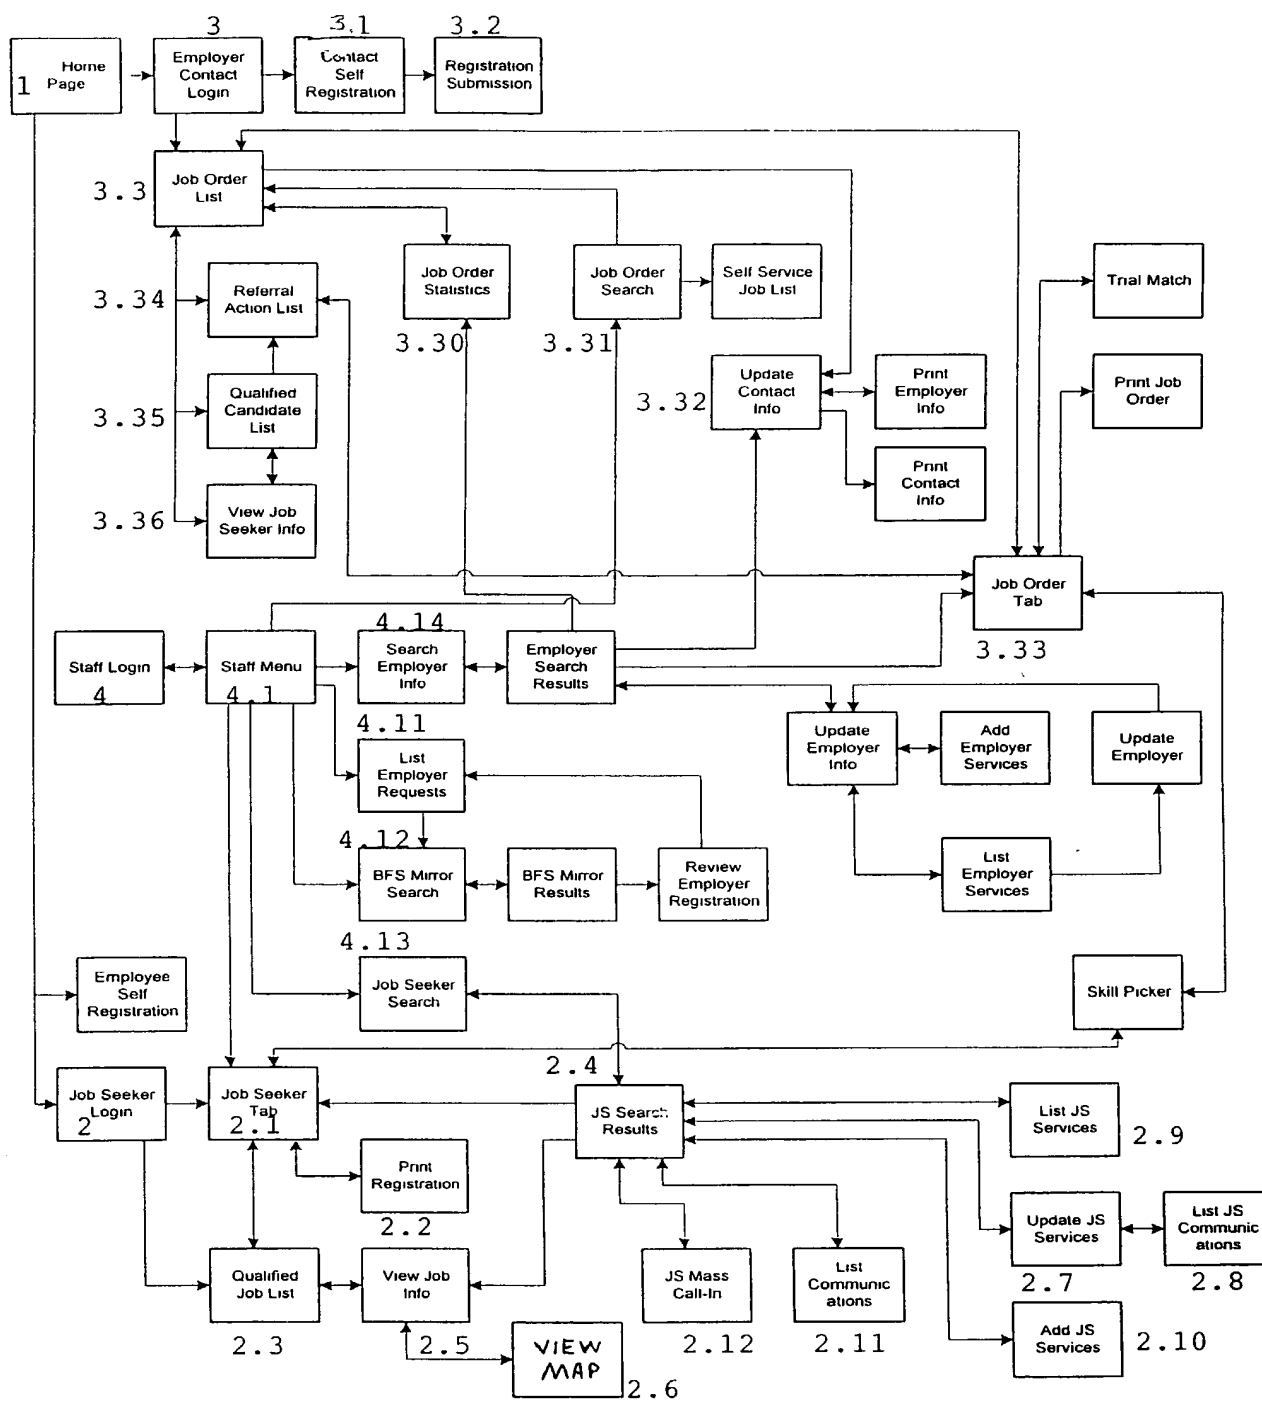 3
3.1
3.2
1
Home
Page
Employer
Contact
Login
Contact
Self
Registration
Registration
Submission
3.3
Job Order
List
3.34
Referral
Action List
Job Order
Statistics
3.30
Job Order
Search
3.31
Self Service
Job List
Trial Match
3.35
Qualified
Candidate
List
3.32
Update
Contact
Info
Print
Employer
Info
Print Job
Order
3.36
View Job
Seeker Info
Print
Contact
Info
Job Order
Tab
3.33
Staff Login
4
Staff Menu
4.1
4.14
Search
Employer
Info
Employer
Search
Results
4.11
List
Employer
Requests
Update
Employer
Info
Add
Employer
Services
Update
Employer
4.12
BFS Mirror
Search
BFS Mirror
Results
Review
Employer
Registration
List
Employer
Services
4.13
Job Seeker
Search
Employee
Self
Registration
Skill Picker
Job Seeker
Login
2
Job Seeker
Tab
2.1
2.4
JS Search
Results
List JS
Services
2.9
Print
Registration
2.2
Update JS
Services
2.7
List JS
Communic
ations
2.8
Qualified
Job List
2.3
View Job
Info
2.5
JS Mass
Call-In
2.12
List
Communic
ations
2.11
Add JS
Services
2.10
VIEW
MAP
2.6